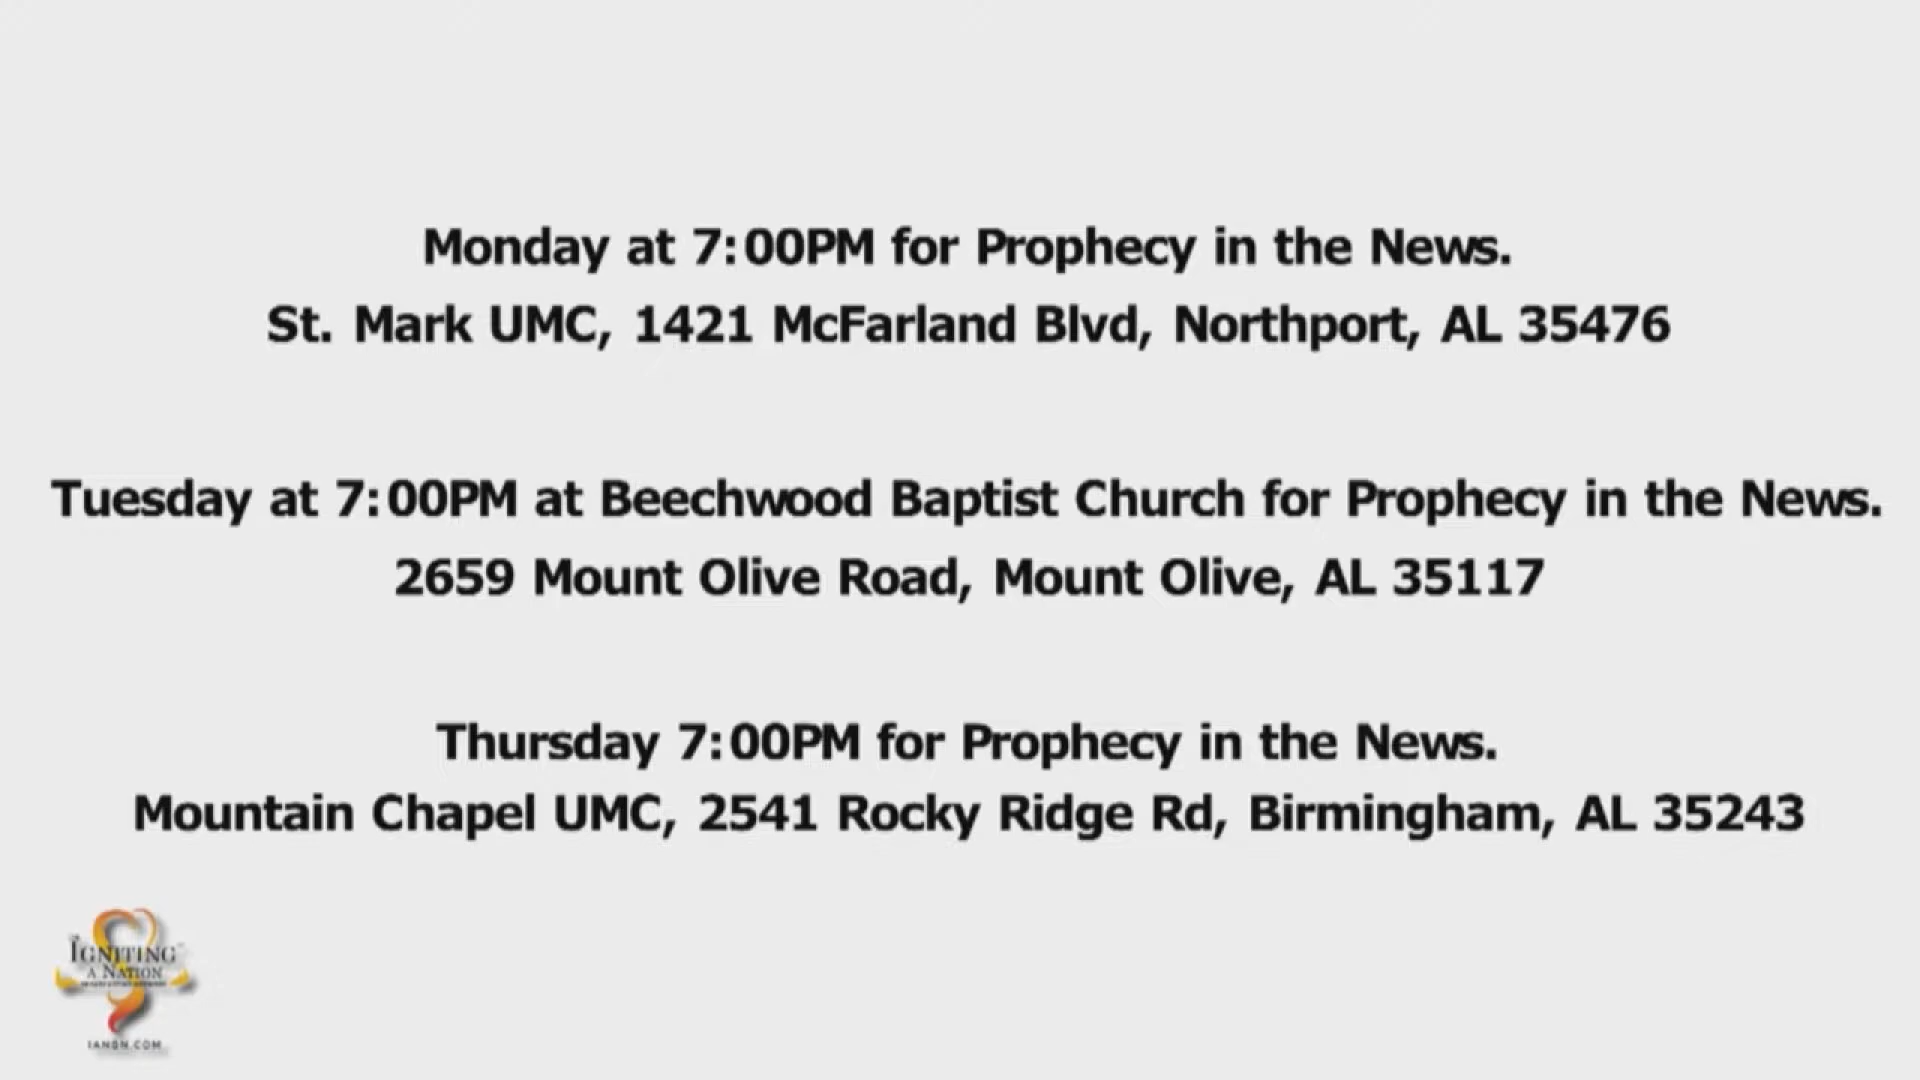 Monday at 7:00PM for Prophecy in the News.
St. Mark UMC, 1421 McFarland Blvd, Northport, AL 35476
Tuesday at 7:00PM at Beechwood Baptist Church for Prophecy in the News.
2659 Mount Olive Road, Mount Olive, AL 35117
Thursday 7:00PM for Prophecy in the News.
Mountain Chapel UMC, 2541 Rocky Ridge Rd, Birmingham, AL 35243
IGNITING
A NATION
IANBN.COM